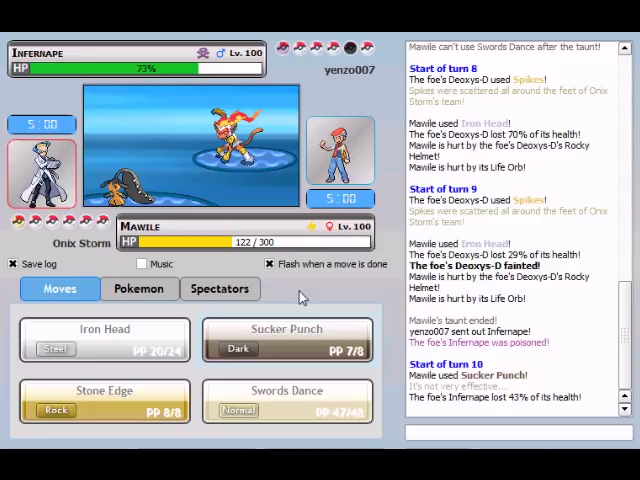 INFERNAPE ♂ Lv. 100
HP 73%
yenzo007
5:00
5:00
MAWILE ♀ Lv. 100
HP 122 / 300
Onix Storm
Save log
Music
Flash when a move is done
Moves
Pokemon
Spectators
Iron Head
Steel PP 20/24
Sucker Punch
Dark PP 7/8
Stone Edge
Rock PP 8/8
Swords Dance
Normal PP 47/48
Mawile can't use Swords Dance after the taunt!
Start of turn 8
The foe's Deoxys-D used Spikes!
Spikes were scattered all around the feet of Onix
Storm's team!
Mawile used Iron Head!
The foe's Deoxys-D lost 70% of its health!
Mawile is hurt by the foe's Deoxys-D's Rocky
Helmet!
Mawile is hurt by its Life Orb!
Start of turn 9
The foe's Deoxys-D used Spikes!
Spikes were scattered all around the feet of Onix
Storm's team!
Mawile used Iron Head!
The foe's Deoxys-D lost 29% of its health!
The foe's Deoxys-D fainted!
Mawile is hurt by the foe's Deoxys-D's Rocky
Helmet!
Mawile is hurt by its Life Orb!
Mawile's taunt ended!
yenzo007 sent out Infernape!
The foe's Infernape was poisoned!
Start of turn 10
Mawile used Sucker Punch!
It's not very effective...
The foe's Infernape lost 43% of its health!